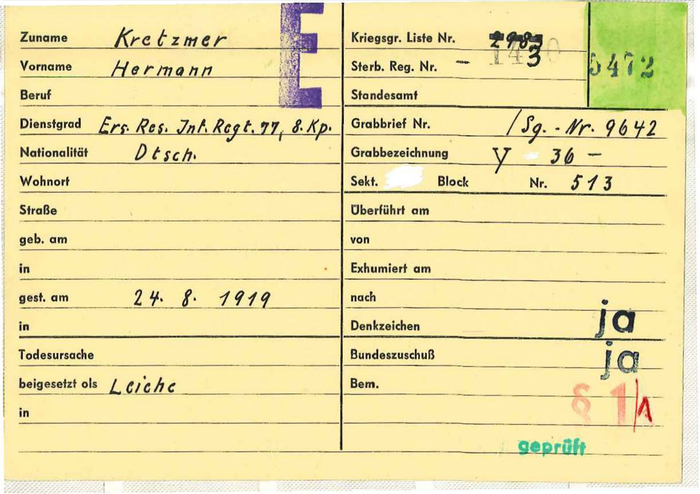 E
Zuname Kretzmer
Vorname Hermann
Beruf
Dienstgrad Ers. Res. Inf. Regt. 77, 8. Kp.
Nationalität Dtsch.
Wohnort
Straße
geb. am
in
gest. am 24. 8. 1919
in
Todesursache
beigesetzt als Leiche
in
Kriegsgr. Liste Nr.
Sterb. Reg. Nr. - 3
5472
Standesamt
Grabbrief Nr. /Sg. - Nr. 9642
Grabbezeichnung Y 36 -
Sekt. Block Nr. 513
Überführt am
von
Exhumiert am
nach
Denkzeichen ja
Bundeszuschuß ja
Bem.
§ 1/1
geprüft